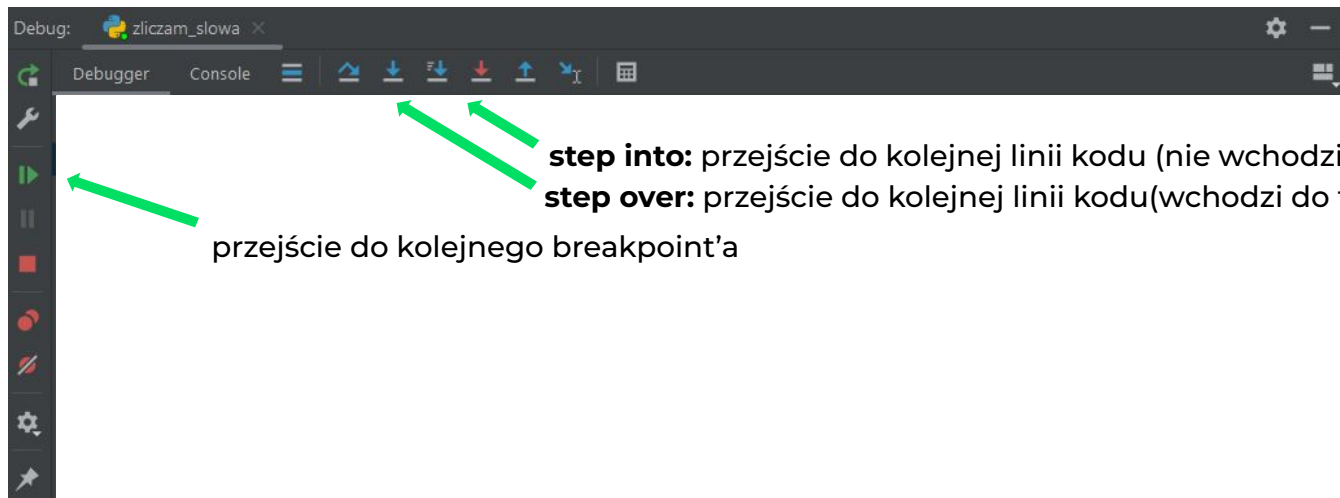 Debug: zliczam_slowa
Debugger Console
step into: przejście do kolejnej linii kodu (nie wchodzi
step over: przejście do kolejnej linii kodu(wchodzi do
przejście do kolejnego breakpoint’a